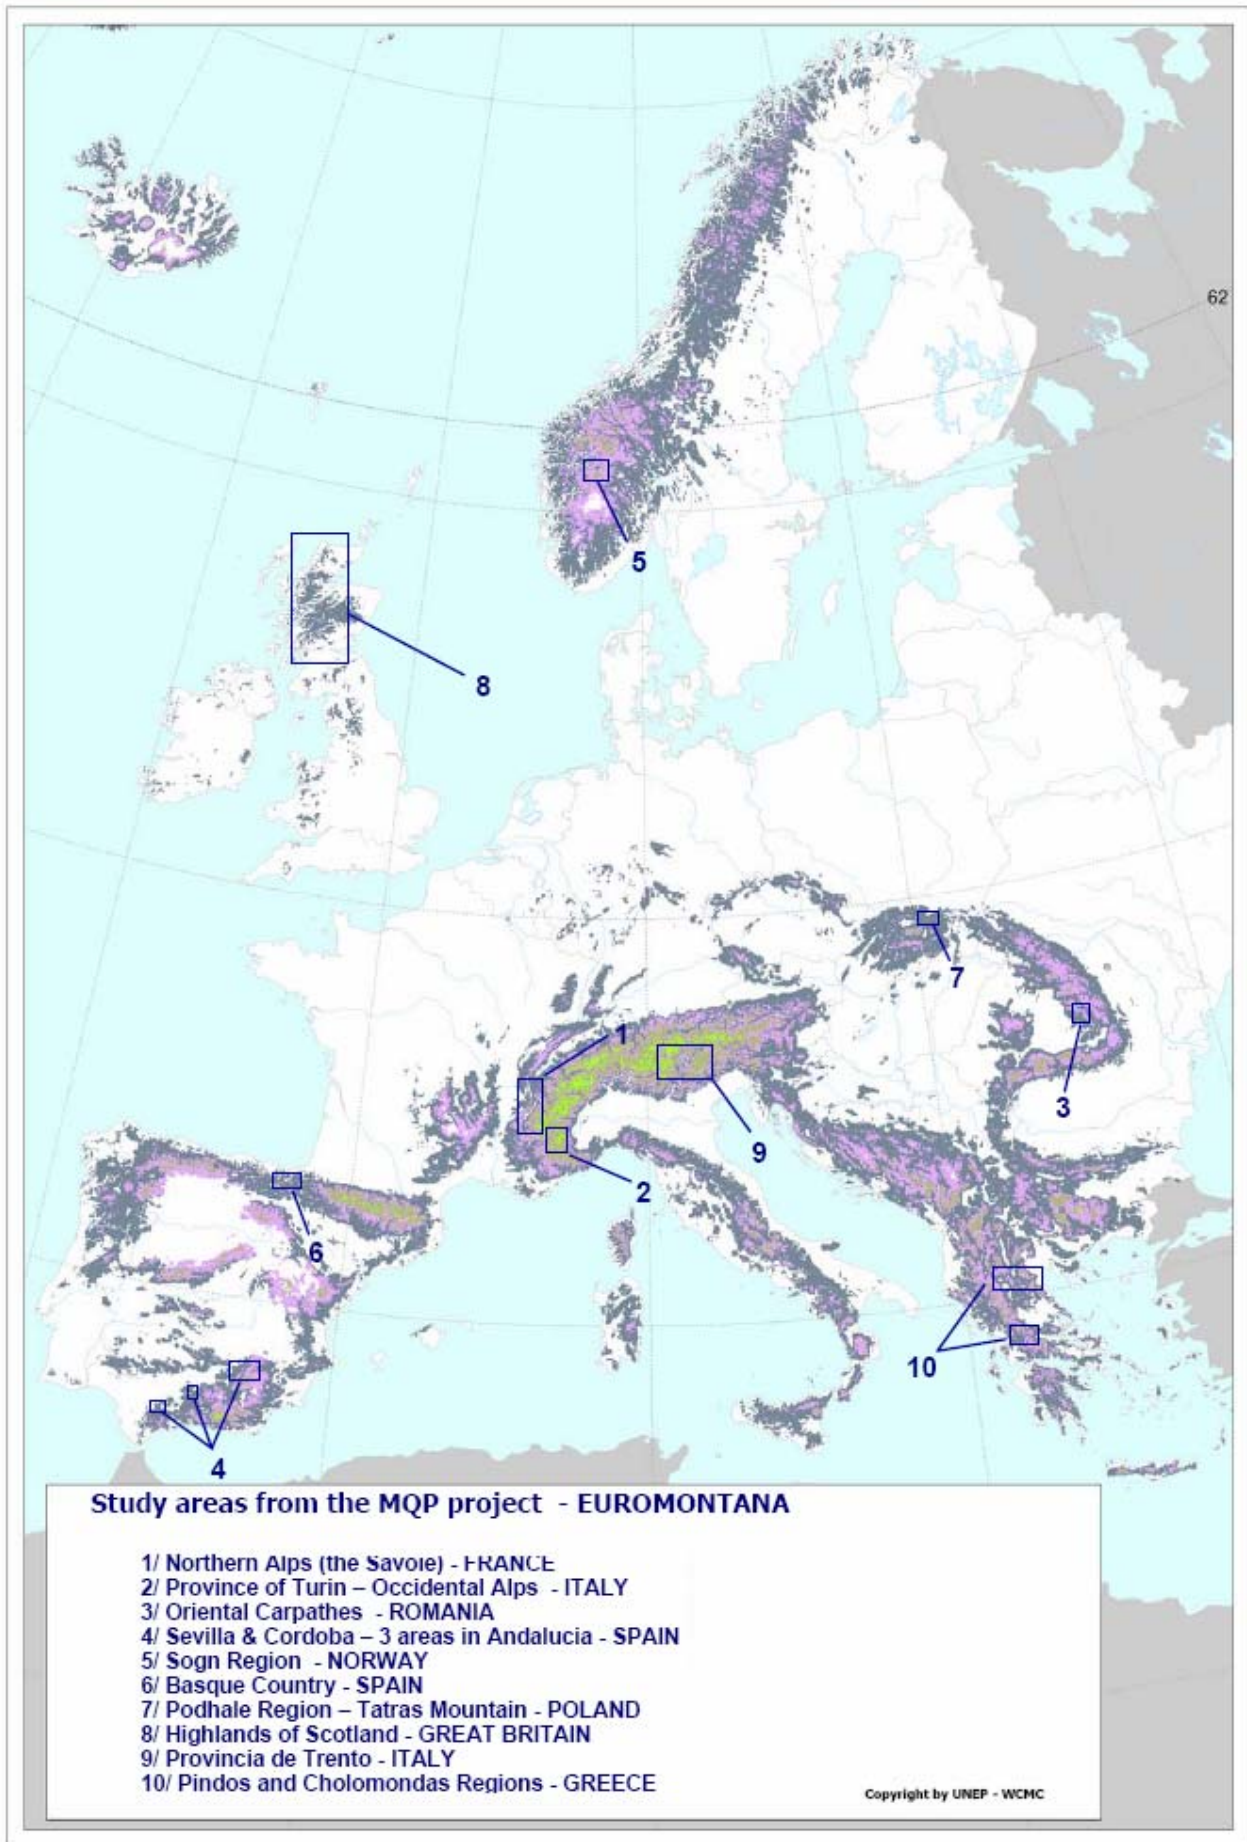 62
5
8
7
1
3
9
2
6
10
4
Study areas from the MQP project - EUROMONTANA
1/ Northern Alps (the Savoie) - FRANCE
2/ Province of Turin – Occidental Alps - ITALY
3/ Oriental Carpathes - ROMANIA
4/ Sevilla & Cordoba – 3 areas in Andalucia - SPAIN
5/ Sogn Region - NORWAY
6/ Basque Country - SPAIN
7/ Podhale Region – Tatras Mountain - POLAND
8/ Highlands of Scotland - GREAT BRITAIN
9/ Provincia de Trento - ITALY
10/ Pindos and Cholomondas Regions - GREECE
Copyright by UNEP - WCMC